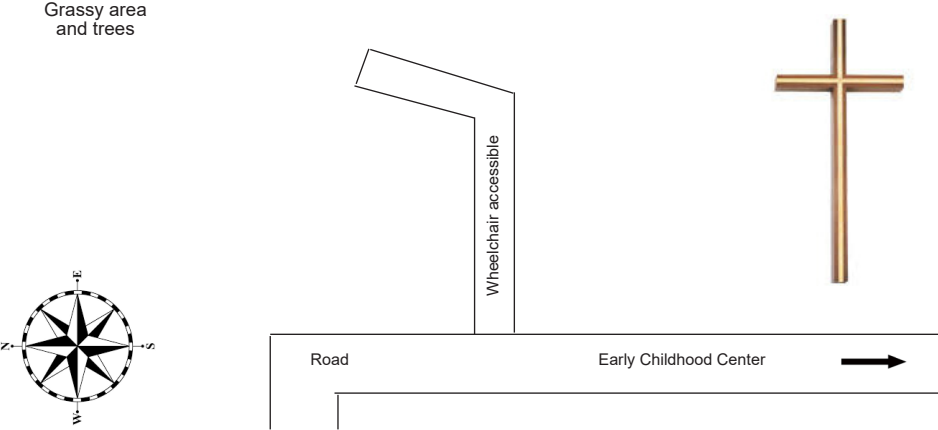 Grassy area
and trees
Wheelchair accessible
E
N
S
W
Road
Early Childhood Center